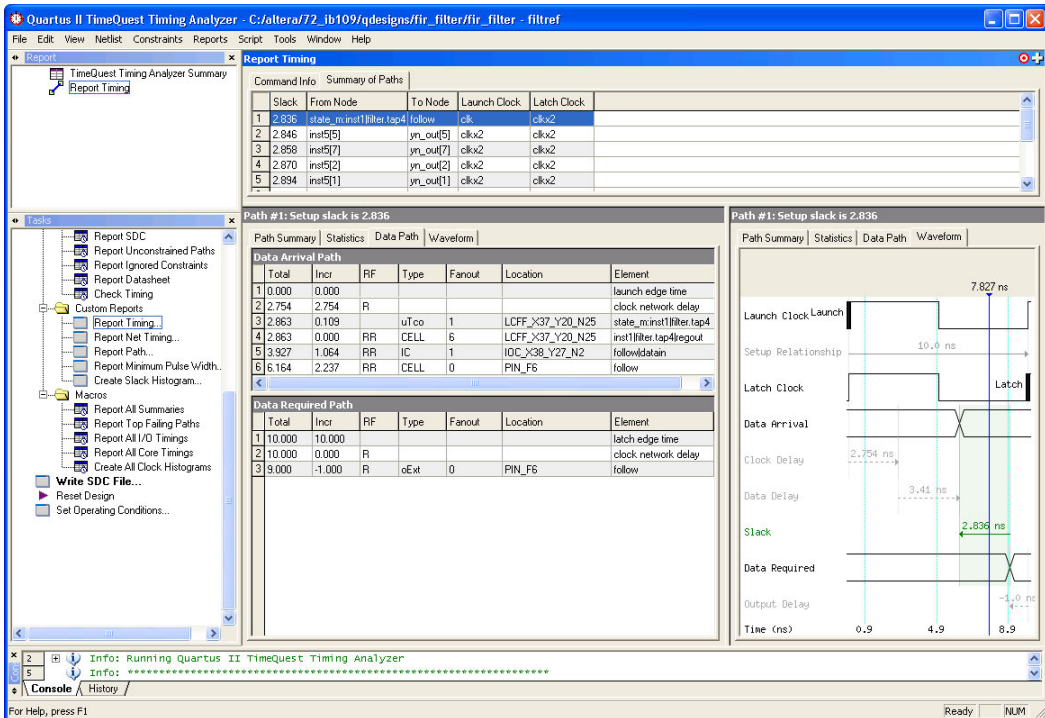 Quartus II TimeQuest Timing Analyzer - C:/altera/72_ib109/qdesigns/fir_filter/fir_filter - filtref
File Edit View Netlist Constraints Reports Script Tools Window Help
Report
TimeQuest Timing Analyzer Summary
Report Timing
Report Timing
Command Info Summary of Paths
Slack From Node To Node Launch Clock Latch Clock
1 2.836 state_m:inst1|filter.tap4 follow clk clkx2
2 2.846 inst5[5] yn_out[5] clkx2 clkx2
3 2.858 inst5[7] yn_out[7] clkx2 clkx2
4 2.870 inst5[2] yn_out[2] clkx2 clkx2
5 2.894 inst5[1] yn_out[1] clkx2 clkx2
Tasks
Report SDC
Report Unconstrained Paths
Report Ignored Constraints
Report Datasheet
Check Timing
Custom Reports
Report Timing...
Report Net Timing...
Report Path...
Report Minimum Pulse Width..
Create Slack Histogram...
Macros
Report All Summaries
Report Top Failing Paths
Report All I/O Timings
Report All Core Timings
Create All Clock Histograms
Write SDC File...
Reset Design
Set Operating Conditions...
Path #1: Setup slack is 2.836
Path Summary Statistics Data Path Waveform
Data Arrival Path
Total Incr RF Type Fanout Location Element
1 0.000 0.000 launch edge time
2 2.754 2.754 R clock network delay
3 2.863 0.109 uTco 1 LCFF_X37_Y20_N25 state_m:inst1|filter.tap4
4 2.863 0.000 RR CELL 6 LCFF_X37_Y20_N25 inst1|filter.tap4|regout
5 3.927 1.064 RR IC 1 IOC_X38_Y27_N2 follow|datain
6 6.164 2.237 RR CELL 0 PIN_F6 follow
Data Required Path
Total Incr RF Type Fanout Location Element
1 10.000 10.000 latch edge time
2 10.000 0.000 R clock network delay
3 9.000 -1.000 R oExt 0 PIN_F6 follow
Path #1: Setup slack is 2.836
Path Summary Statistics Data Path Waveform
7.827 ns
Launch Clock Launch
Setup Relationship 10.0 ns
Latch Clock Latch
Data Arrival
Clock Delay 2.754 ns
Data Delay 3.41 ns
Slack 2.836 ns
Data Required
Output Delay -1.0 ns
Time (ns) 0.9 4.9 8.9
2 Info: Running Quartus II TimeQuest Timing Analyzer
5 Info: *******************************************************************
Console History
For Help, press F1
Ready NUM